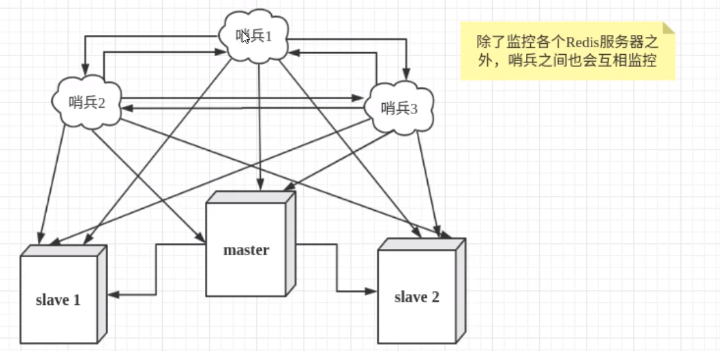 哨兵1
除了监控各个Redis服务器之
外，哨兵之间也会互相监控
哨兵2
哨兵3
master
slave 1
slave 2